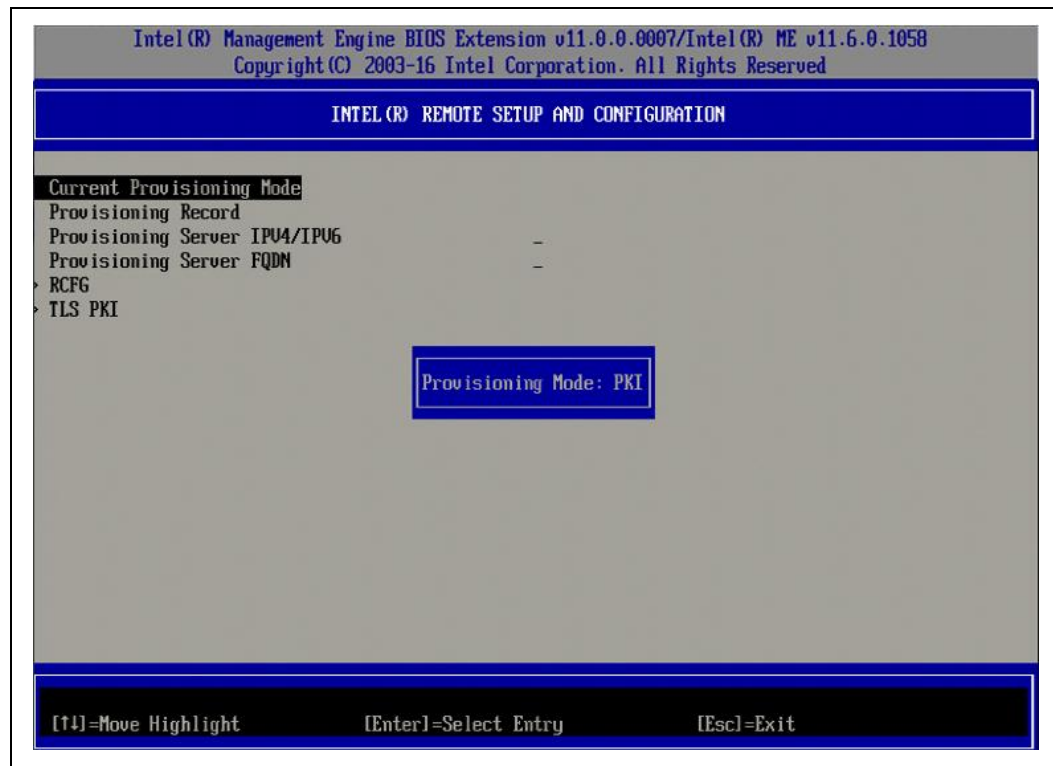 Intel(R) Management Engine BIOS Extension v11.0.0.0007/Intel(R) ME v11.6.0.1058
Copyright(C) 2003-16 Intel Corporation. All Rights Reserved
INTEL(R) REMOTE SETUP AND CONFIGURATION
Current Provisioning Mode
Provisioning Record
Provisioning Server IPV4/IPV6 _
Provisioning Server FQDN _
> RCFG
> TLS PKI
Provisioning Mode: PKI
[↑↓]=Move Highlight [Enter]=Select Entry [Esc]=Exit